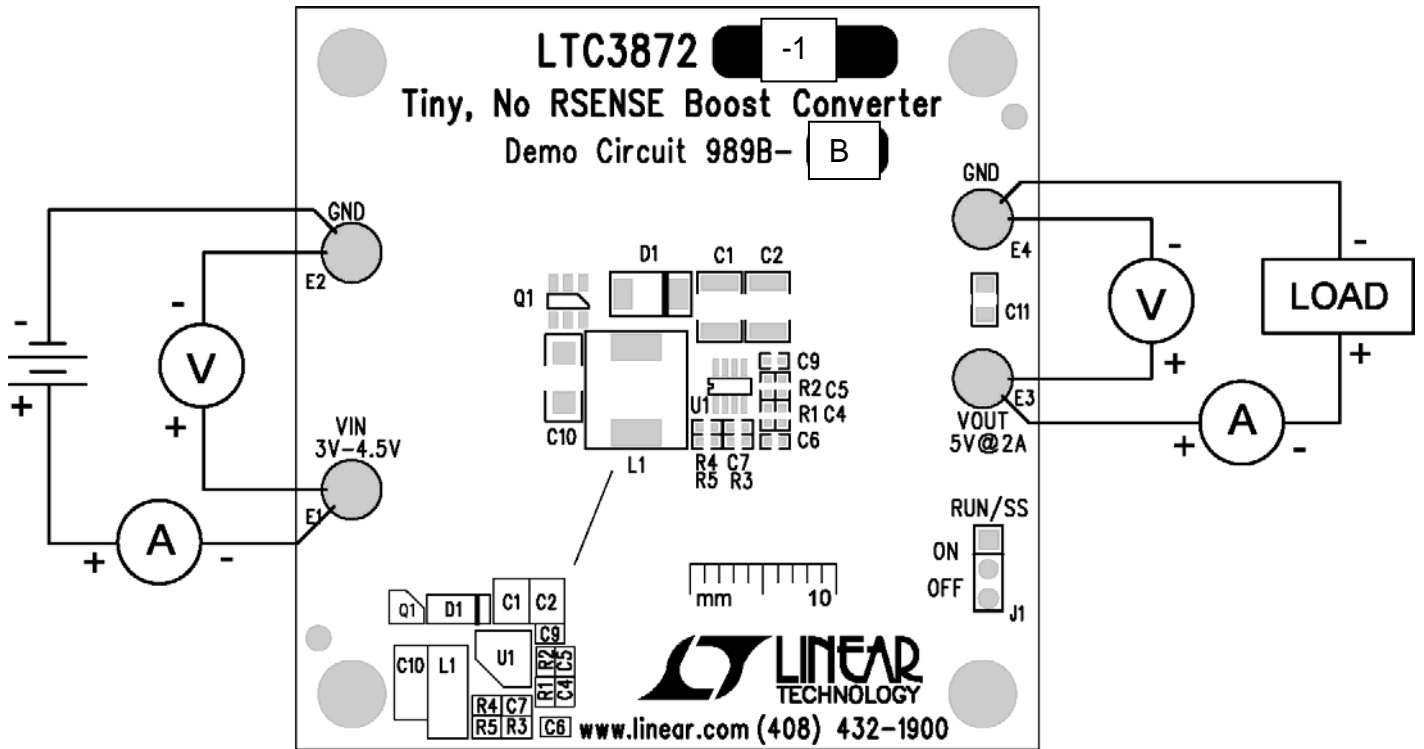 LTC3872 -1
Tiny, No RSENSE Boost Converter
Demo Circuit 989B- B
GND
E2
-
V
+
-
+
VIN
3V-4.5V
E1
+ A -
GND
E4
-
V
+
-
LOAD
+
C11
E3
VOUT
5V@2A
+ A -
RUN/SS
ON
OFF
J1
D1 C1 C2
Q1
C9
R2 C5
U1
R1 C4
C6
C10
L1
R4 C7
R5 R3
mm 10
Q1 D1 C1 C2
C9
C10 L1 U1 R2 C5
R1 C4
R4 C7
R5 R3 C6
LINEAR
TECHNOLOGY
www.linear.com (408) 432-1900